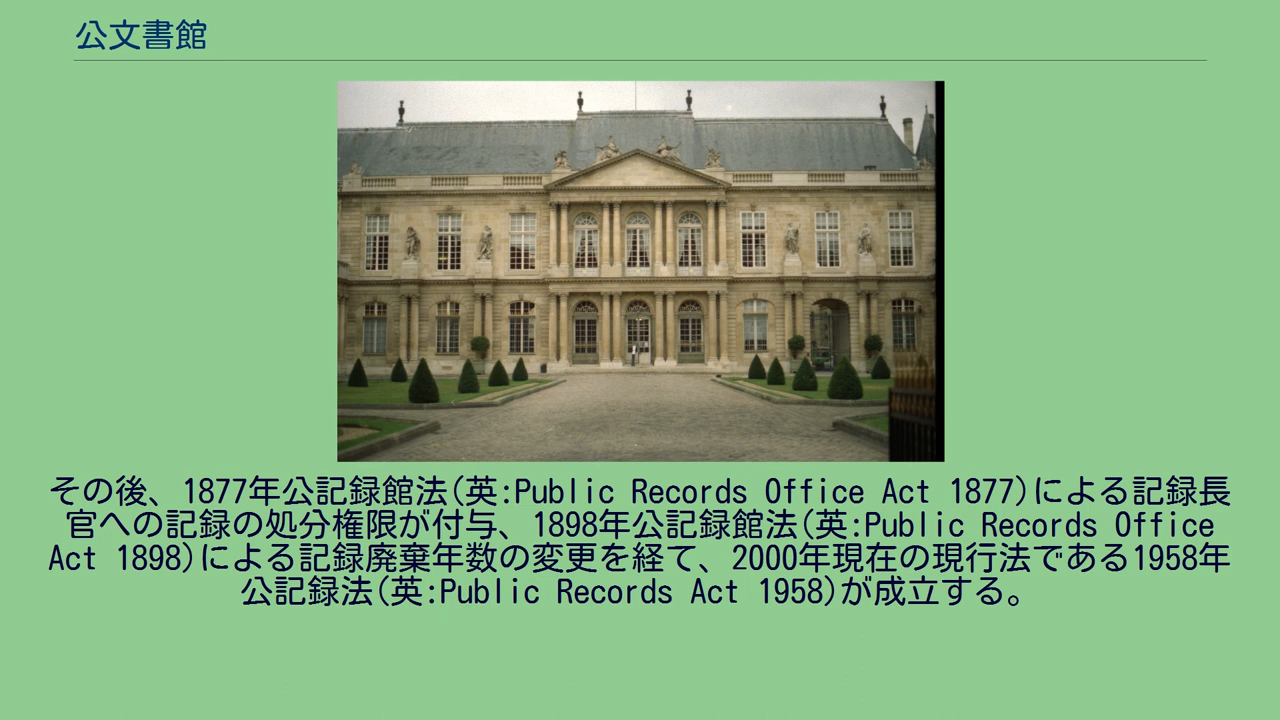 公文書館
その後、1877年公記録館法(英:Public Records Office Act 1877)による記録長
官への記録の処分権限が付与、1898年公記録館法(英:Public Records Office
Act 1898)による記録廃棄年数の変更を経て、2000年現在の現行法である1958年
公記録法(英:Public Records Act 1958)が成立する。